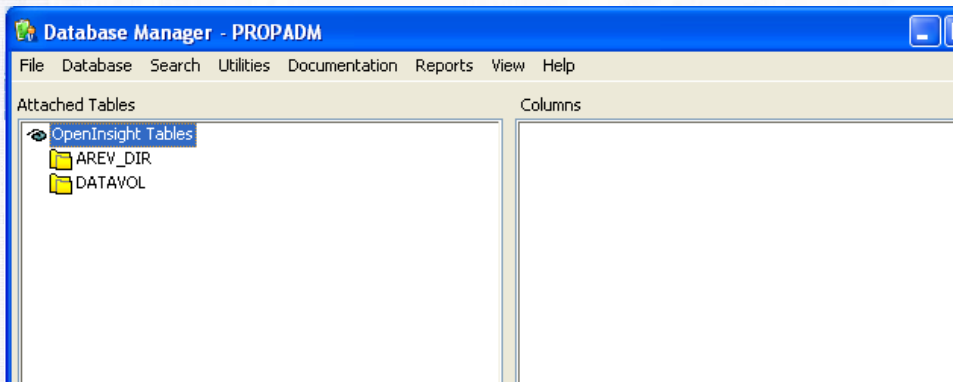 Database Manager - PROPADM
File Database Search Utilities Documentation Reports View Help
Attached Tables
Columns
OpenInsight Tables
AREV_DIR
DATAVOL